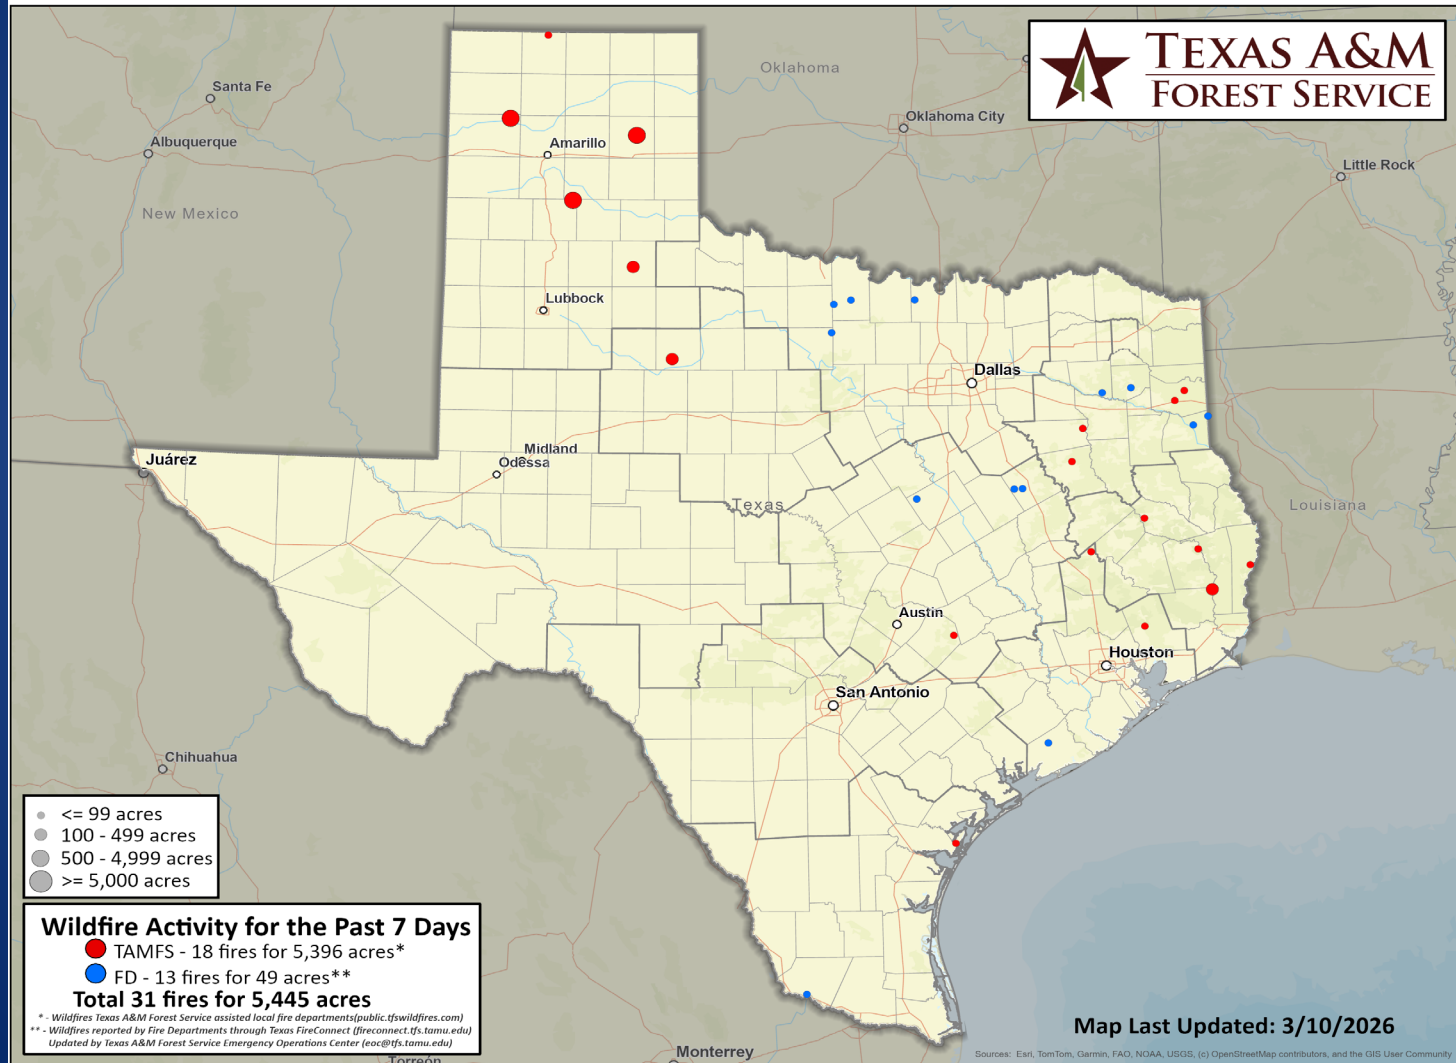 TEXAS A&M
FOREST SERVICE
Oklahoma
Santa Fe
Oklahoma City
Albuquerque
Amarillo
Little Rock
New Mexico
Lubbock
Dallas
Midland
Odessa
Juárez
Texas
Louisiana
Austin
Houston
San Antonio
Chihuahua
<= 99 acres
100 - 499 acres
500 - 4,999 acres
>= 5,000 acres
Wildfire Activity for the Past 7 Days
TAMFS - 18 fires for 5,396 acres*
FD - 13 fires for 49 acres**
Total 31 fires for 5,445 acres
* - Wildfires Texas A&M Forest Service assisted local fire departments(public.tfswildfires.com)
** - Wildfires reported by Fire Departments through Texas FireConnect (fireconnect.tfs.tamu.edu)
Updated by Texas A&M Forest Service Emergency Operations Center (eoc@tfs.tamu.edu)
Map Last Updated: 3/10/2026
Monterrey
Torreón
Sources: Esri, TomTom, Garmin, FAO, NOAA, USGS, (c) OpenStreetMap contributors, and the GIS User Community